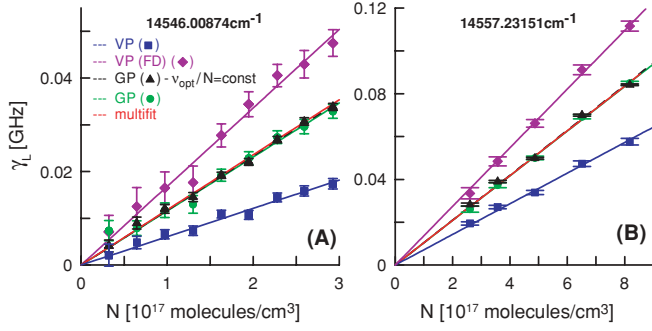 14546.00874cm⁻¹
VP (■)
VP (FD) (◆)
GP (▲) - ν_opt/N=const
GP (●)
multifit
γ_L [GHz]
0.04
0.02
0
0 1 2 3
N [10¹⁷ molecules/cm³]
(A)
14557.23151cm⁻¹
0.12
0.08
0.04
0
0 2 4 6 8
N [10¹⁷ molecules/cm³]
(B)